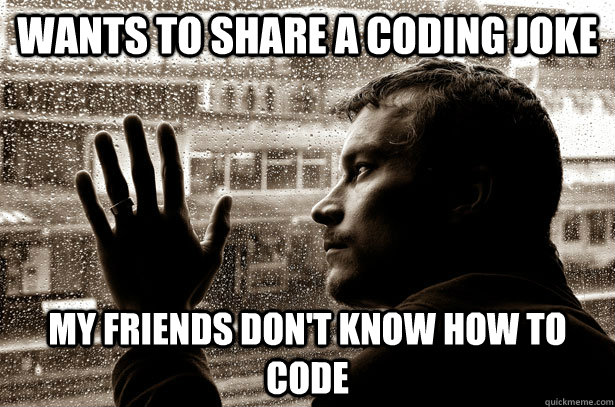 WANTS TO SHARE A CODING JOKE
MY FRIENDS DON'T KNOW HOW TO
CODE
quickmeme.com